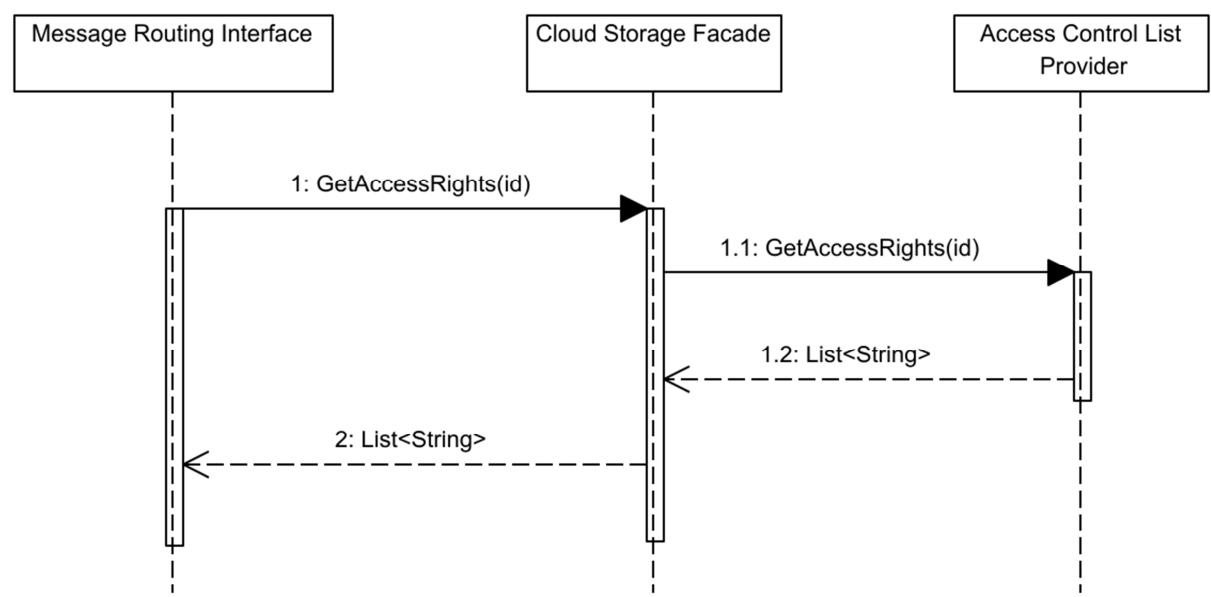 Message Routing Interface
Cloud Storage Facade
Access Control List
Provider
1: GetAccessRights(id)
1.1: GetAccessRights(id)
1.2: List<String>
2: List<String>